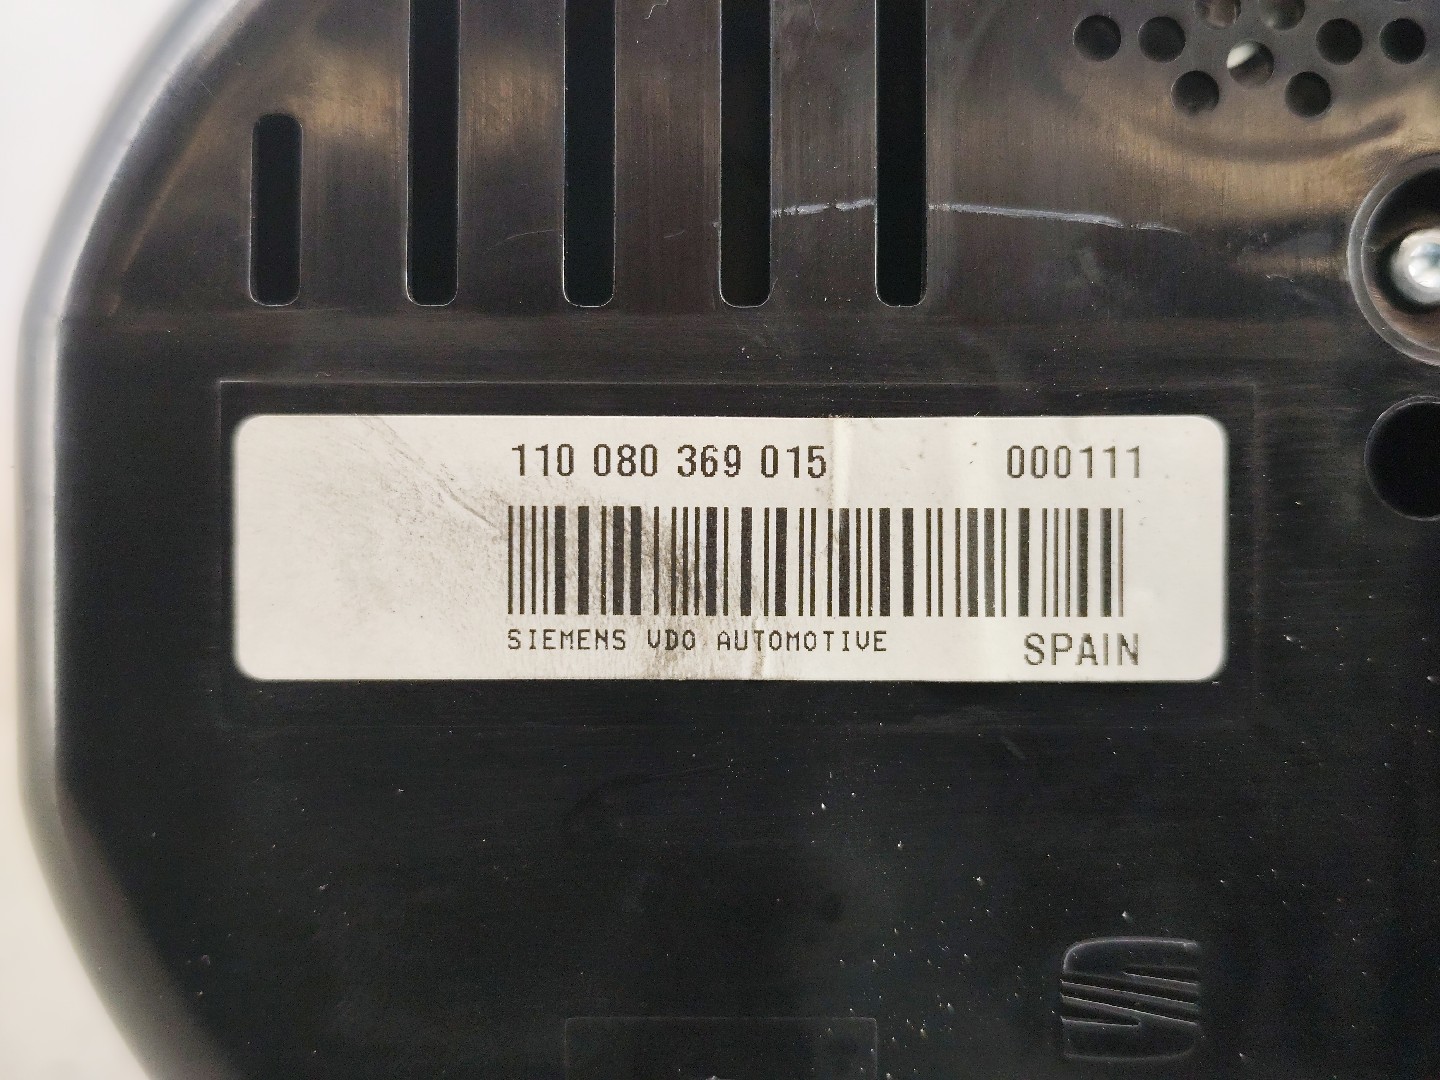 110 080 369 015 000111
SIEMENS VDO AUTOMOTIVE SPAIN